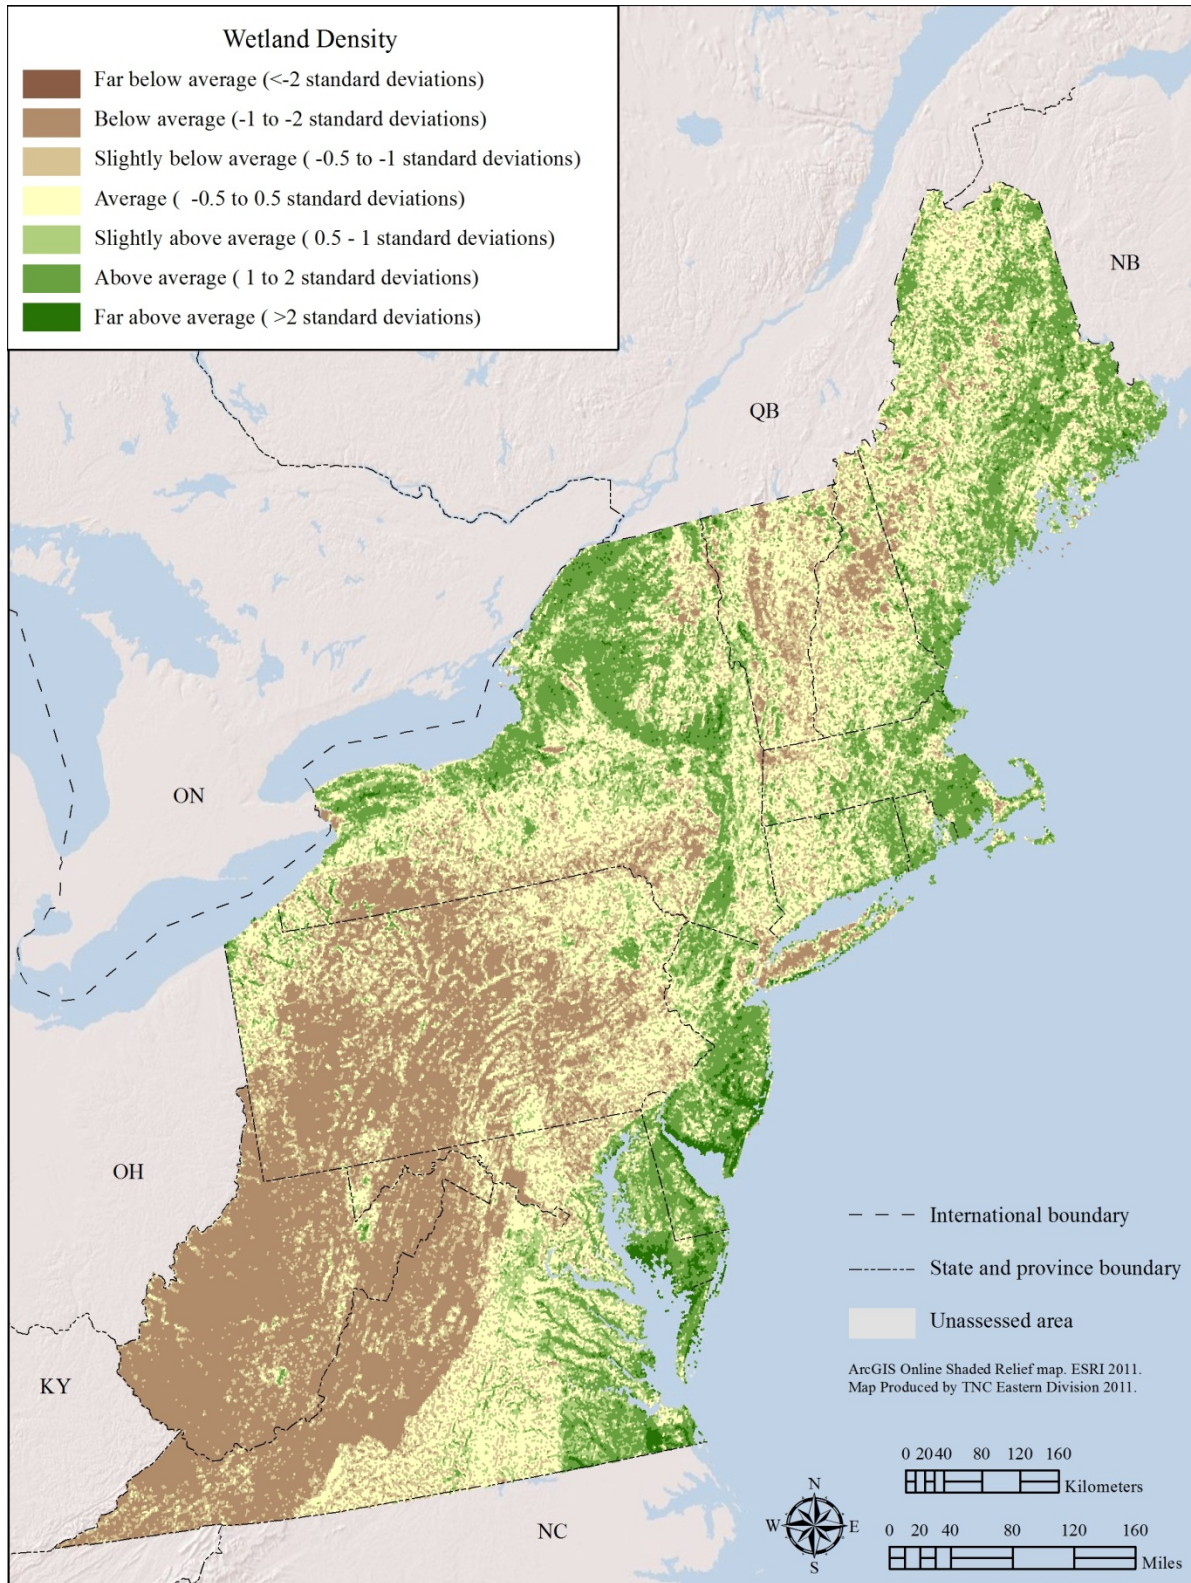 Wetland Density
Far below average (<-2 standard deviations)
Below average (-1 to -2 standard deviations)
Slightly below average ( -0.5 to -1 standard deviations)
Average (  -0.5 to 0.5 standard deviations)
Slightly above average ( 0.5 - 1 standard deviations)
Above average ( 1 to 2 standard deviations)
Far above average ( >2 standard deviations)
NB
QB
ON
OH
KY
NC
International boundary
State and province boundary
Unassessed area
ArcGIS Online Shaded Relief map. ESRI 2011.
Map Produced by TNC Eastern Division 2011.
0 20 40 80 120 160
Kilometers
N
W E
S
0 20 40 80 120 160
Miles